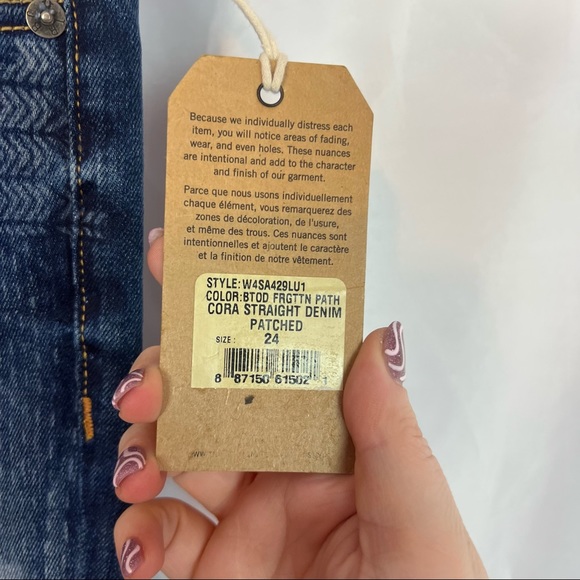 Because we individually distress each
item, you will notice areas of fading,
wear, and even holes. These nuances
are intentional and add to the character
and finish of our garment.
Parce que nous usons individuellement
chaque élément, vous remarquerez des
zones de décoloration, de l'usure,
et même des trous. Ces nuances sont
intentionnelles et ajoutent le caractère
et la finition de notre vêtement.
STYLE:W4SA429LU1
COLOR:BTOD FRGTTN PATH
CORA STRAIGHT DENIM
PATCHED
SIZE: 24
8 87150 61502 1